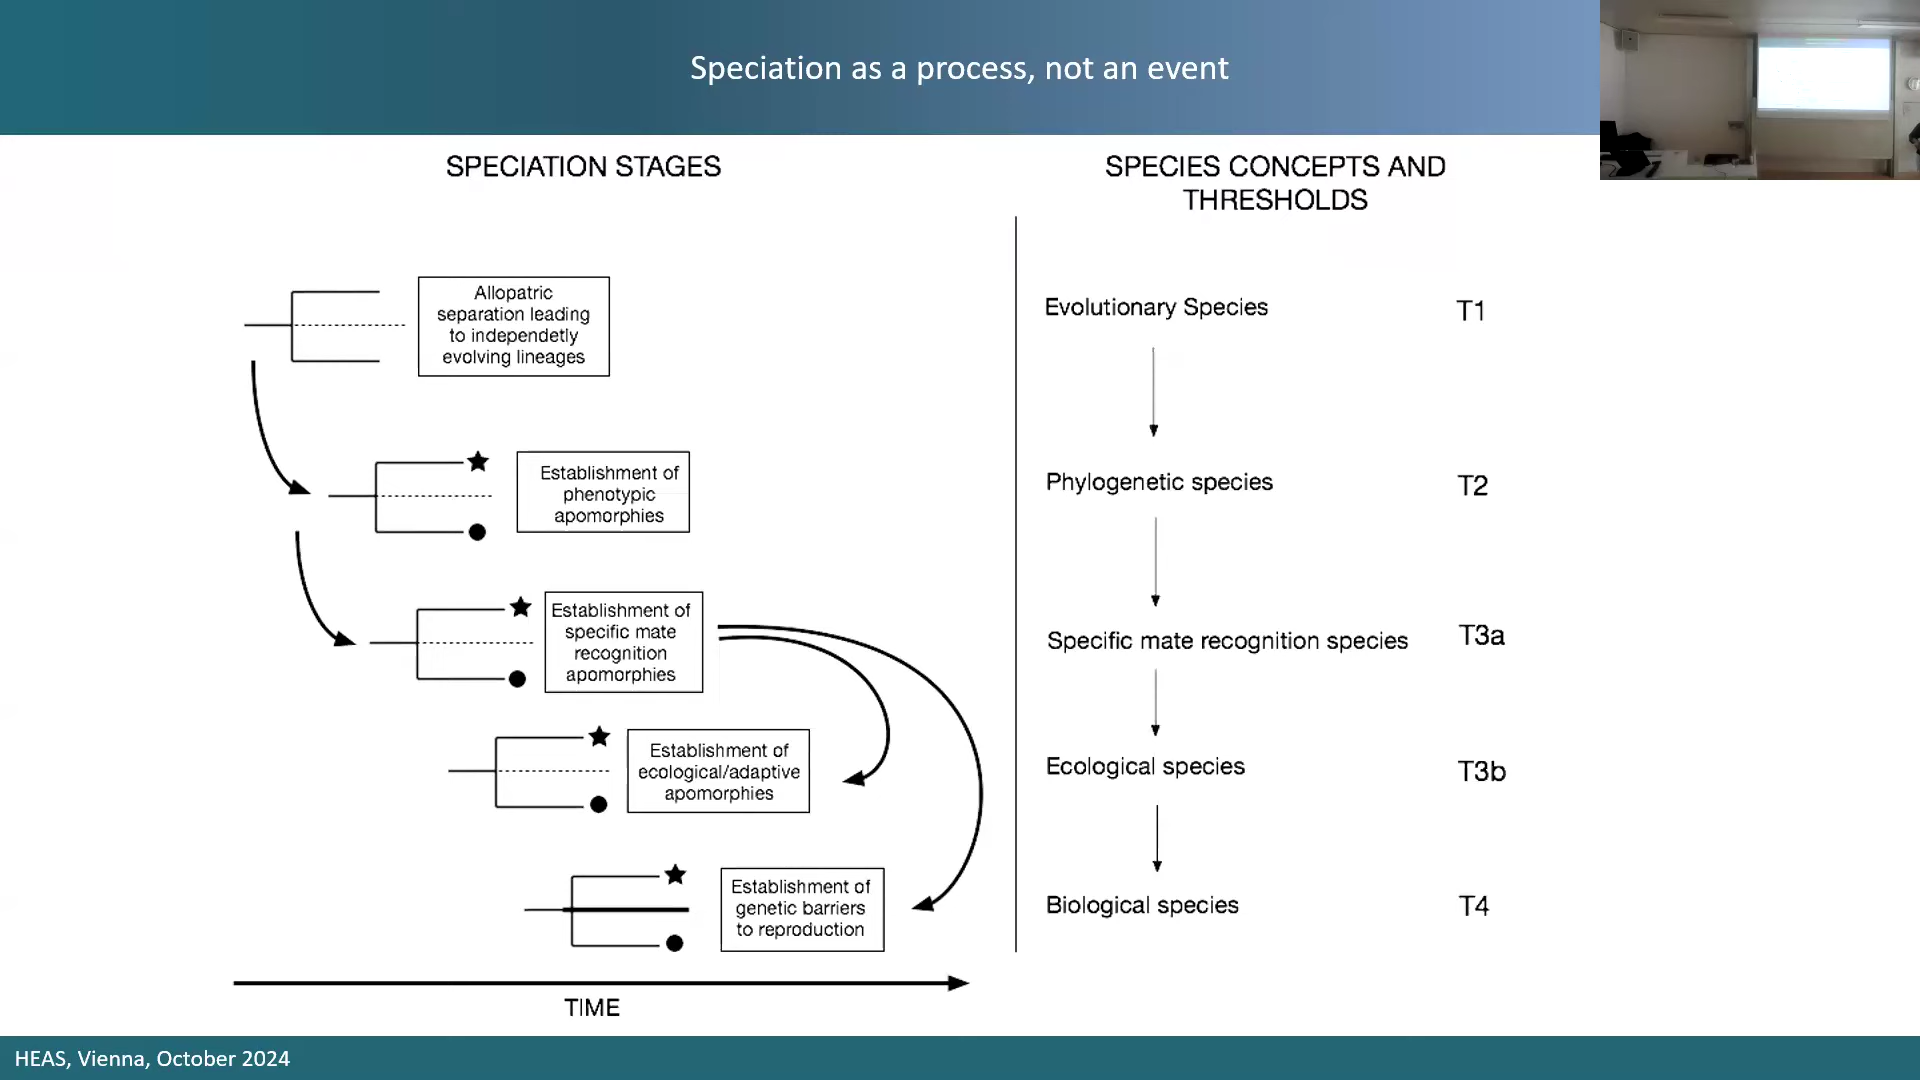 Speciation as a process, not an event
SPECIATION STAGES
Allopatric
separation leading
to independetly
evolving lineages
Establishment of
phenotypic
apomorphies
Establishment of
specific mate
recognition
apomorphies
Establishment of
ecological/adaptive
apomorphies
Establishment of
genetic barriers
to reproduction
TIME
SPECIES CONCEPTS AND
THRESHOLDS
Evolutionary Species T1
Phylogenetic species T2
Specific mate recognition species T3a
Ecological species T3b
Biological species T4
HEAS, Vienna, October 2024